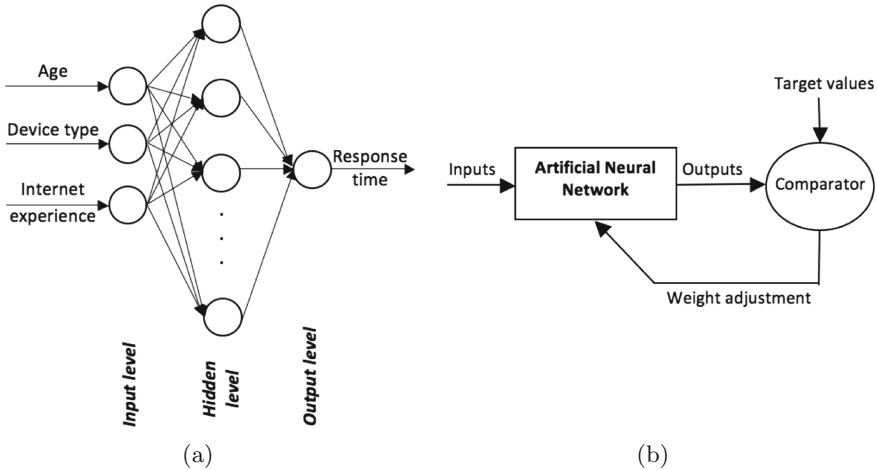 Age
Device type
Internet
experience
Response
time
Input level
Hidden
level
Output level
(a)
Target values
Inputs
Artificial Neural
Network
Outputs
Comparator
Weight adjustment
(b)